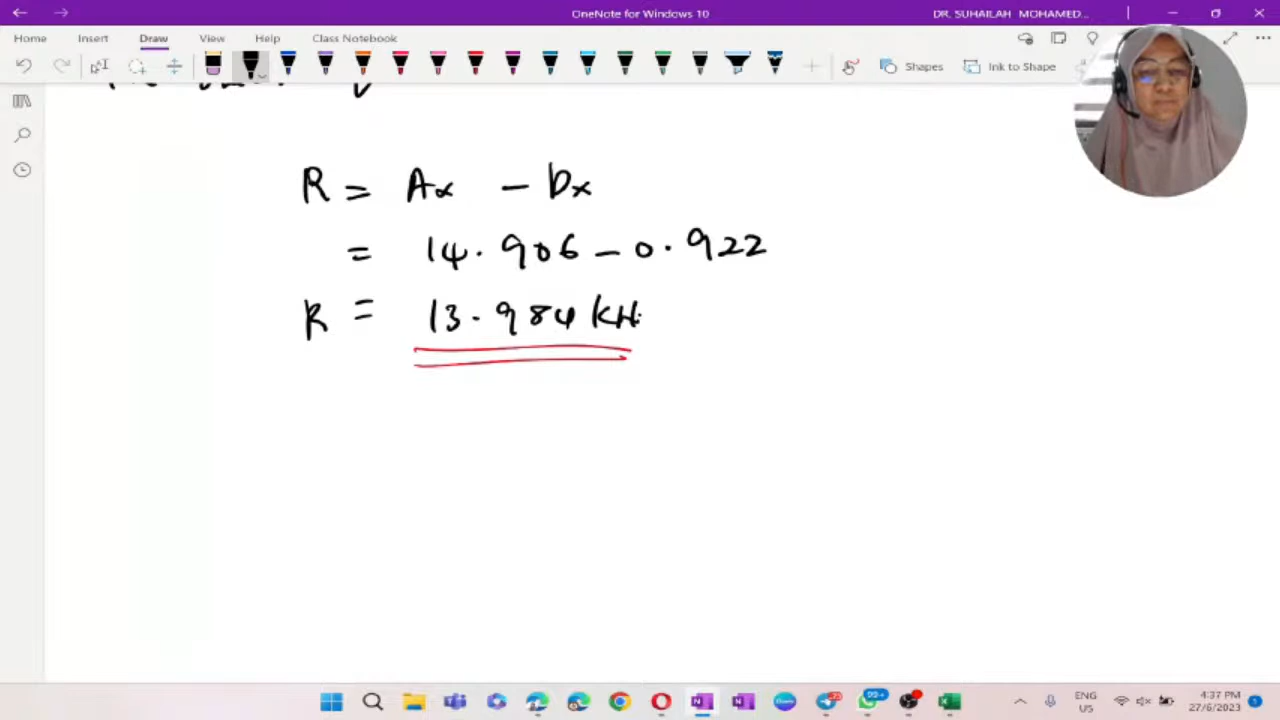 OneNote for Windows 10
DR. SUHAILAH MOHAMED...
Home Insert Draw View Help Class Notebook
Shapes Ink to Shape
R = Ax - Dx
= 14.906 - 0.922
R = 13.984 kN
ENG
US
4:37 PM
27/6/2023
99+